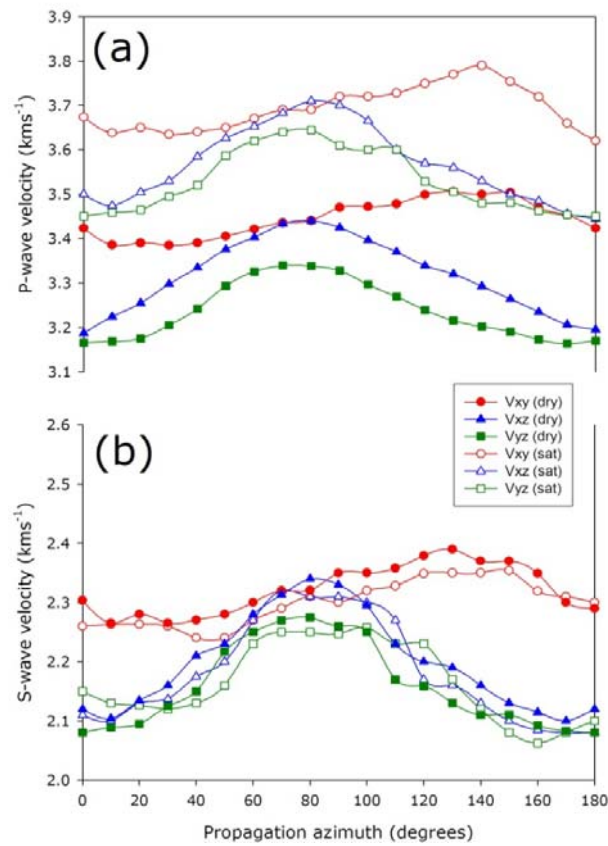 (a)
P-wave velocity (kms-1)
3.9
3.8
3.7
3.6
3.5
3.4
3.3
3.2
3.1
Vxy (dry)
Vxz (dry)
Vyz (dry)
Vxy (sat)
Vxz (sat)
Vyz (sat)
(b)
S-wave velocity (kms-1)
2.6
2.5
2.4
2.3
2.2
2.1
2.0
0 20 40 60 80 100 120 140 160 180
Propagation azimuth (degrees)